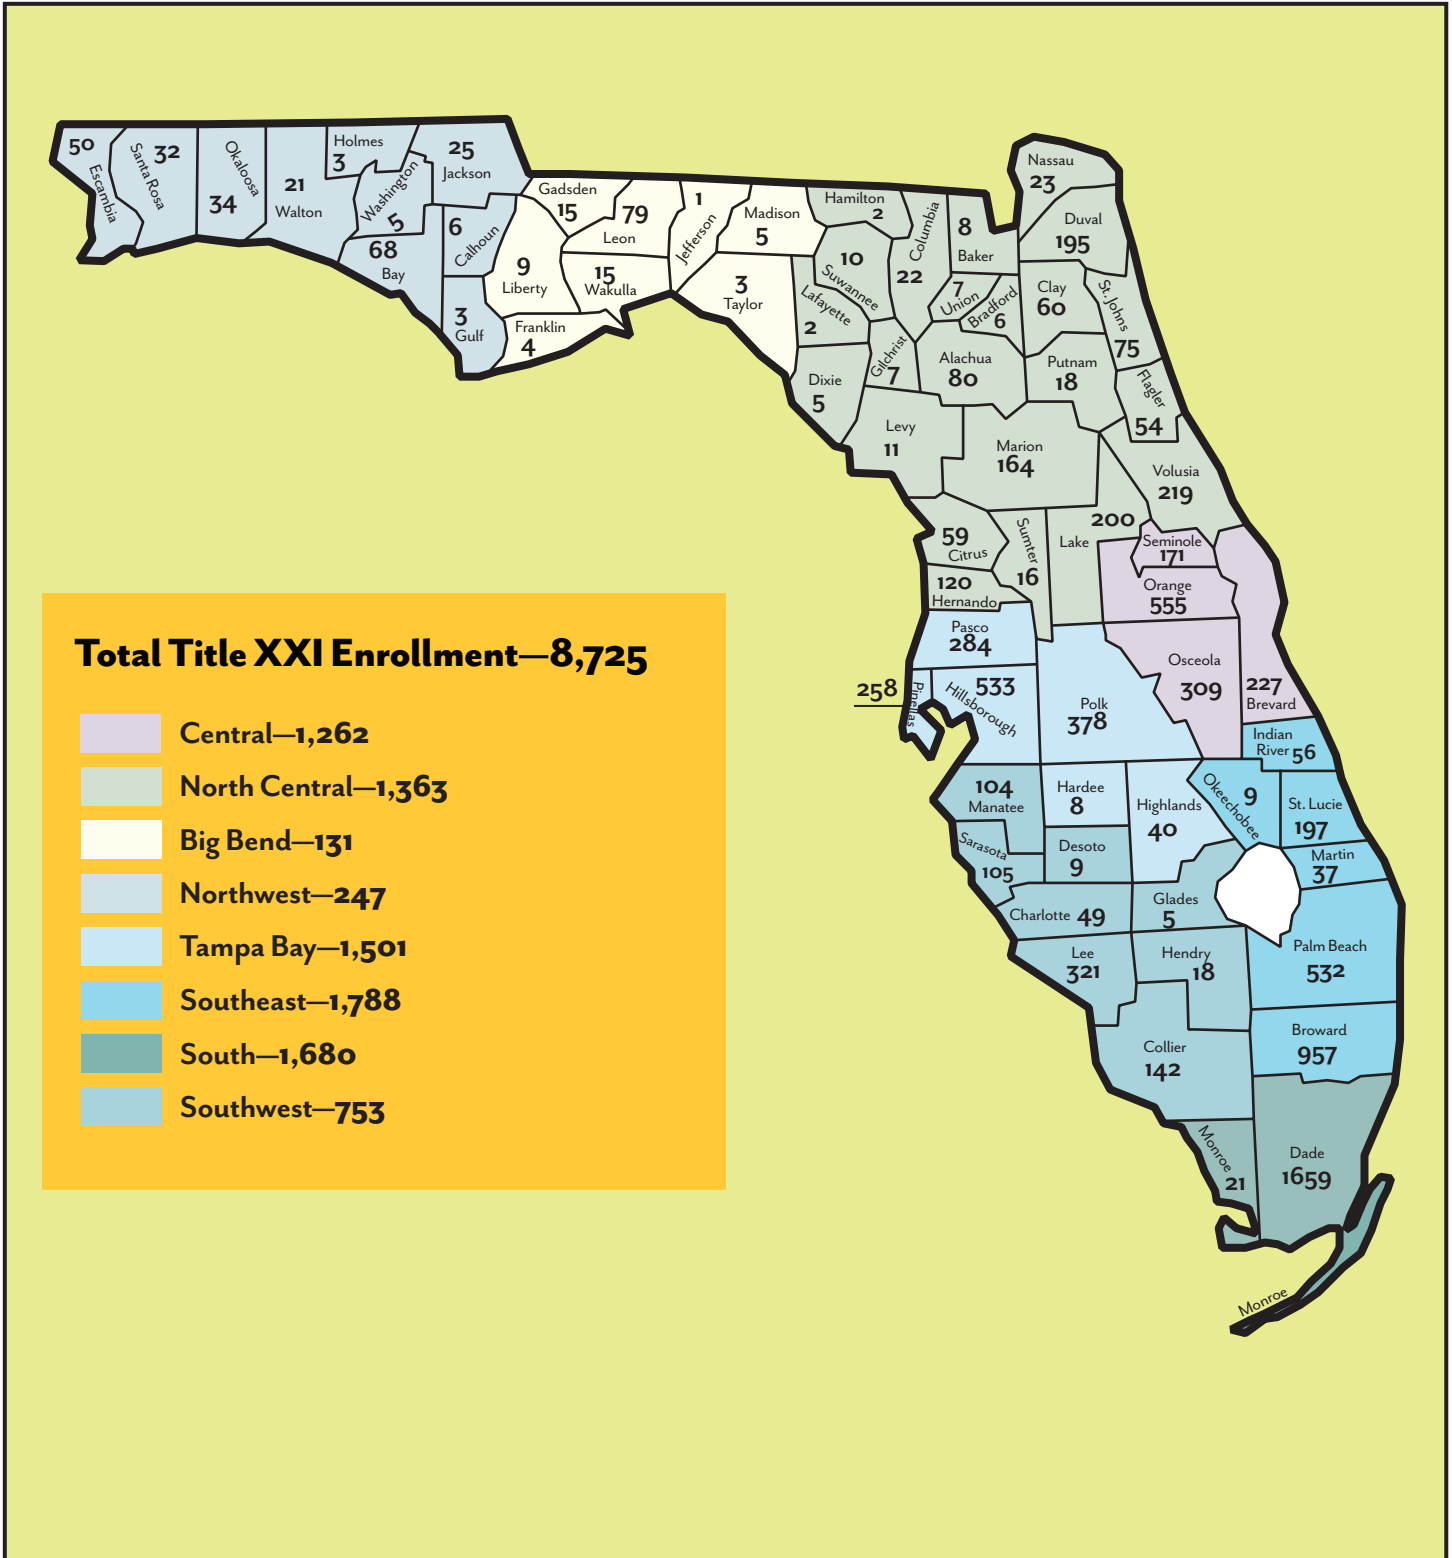 50
Escambia
Santa Rosa
32
Okaloosa
34
21
Walton
Holmes
3
Washington
5
25
Jackson
68
Bay
6
Calhoun
3
Gulf
Gadsden
15
79
Leon
9
Liberty
15
Wakulla
Franklin
4
1
Jefferson
Madison
5
3
Taylor
Hamilton
2
10
Suwannee
Lafayette
2
Columbia
22
8
Baker
Nassau
23
Duval
195
7
Union
Bradford
6
Clay
60
St. Johns
75
Dixie
5
Gilchrist
7
Alachua
80
Putnam
18
Flagler
54
Levy
11
Marion
164
Volusia
219
59
Citrus
Sumter
16
200
Lake
Seminole
171
120
Hernando
Orange
555
Pasco
284
258
Pinellas
533
Hillsborough
Polk
378
Osceola
309
227
Brevard
Indian
River 56
104
Manatee
Hardee
8
Highlands
40
Okeechobee
9
St. Lucie
197
Sarasota
105
Desoto
9
Martin
37
Charlotte 49
Glades
5
Lee
321
Hendry
18
Palm Beach
532
Collier
142
Broward
957
Monroe
21
Dade
1659
Monroe
Total Title XXI Enrollment—8,725
Central—1,262
North Central—1,363
Big Bend—131
Northwest—247
Tampa Bay—1,501
Southeast—1,788
South—1,680
Southwest—753